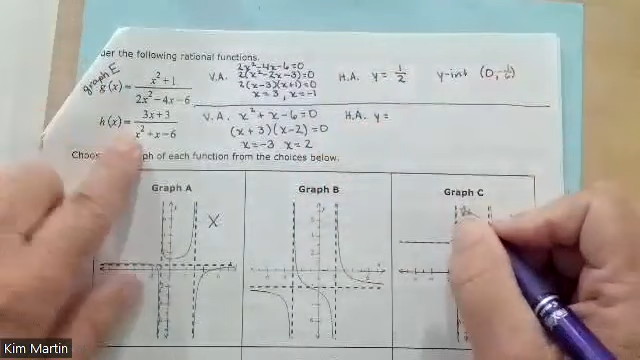 der the following rational functions.
graph E
g(x) = (x² + 1)/(2x² − 4x − 6)
V.A. 2x² - 4x - 6 = 0
2(x² - 2x - 3) = 0
2(x - 3)(x + 1) = 0
x = 3, x = -1
H.A. y = 1/2
y-int (0, -1/6)
h(x) = (3x + 3)/(x² + x − 6)
V.A. x² + x - 6 = 0
(x + 3)(x - 2) = 0
x = -3 x = 2
H.A. y =
Choo ph of each function from the choices below.
Graph A
Graph B
Graph C
X
Kim Martin